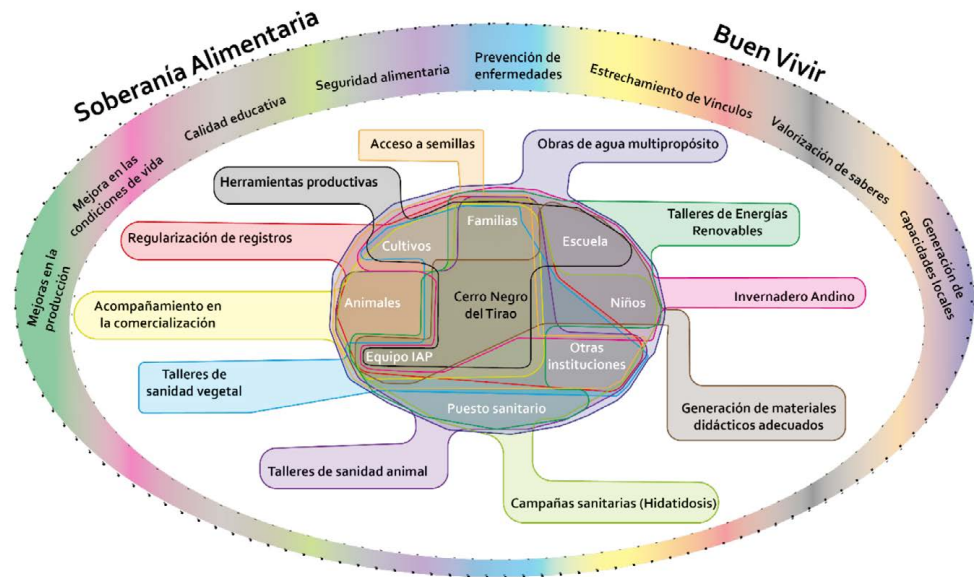 Soberanía Alimentaria
Buen Vivir
Mejoras en la
producción
Mejora en las
condiciones de vida
Calidad educativa
Seguridad alimentaria
Prevención de
enfermedades
Estrechamiento de Vínculos
Valorización de saberes
Generación de
capacidades locales
Acceso a semillas
Obras de agua multipropósito
Herramientas productivas
Talleres de Energías
Renovables
Regularización de registros
Invernadero Andino
Acompañamiento en
la comercialización
Talleres de
sanidad vegetal
Generación de materiales
didácticos adecuados
Talleres de sanidad animal
Campañas sanitarias (Hidatidosis)
Familias
Cultivos
Escuela
Animales
Cerro Negro
del Tirao
Niños
Equipo IAP
Otras
instituciones
Puesto sanitario